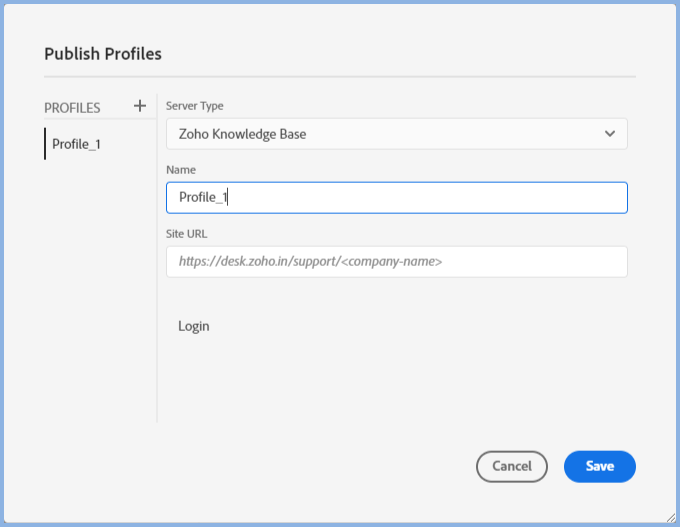 Publish Profiles
PROFILES +
Profile_1
Server Type
Zoho Knowledge Base
Name
Profile_1
Site URL
https://desk.zoho.in/support/<company-name>
Login
Cancel
Save